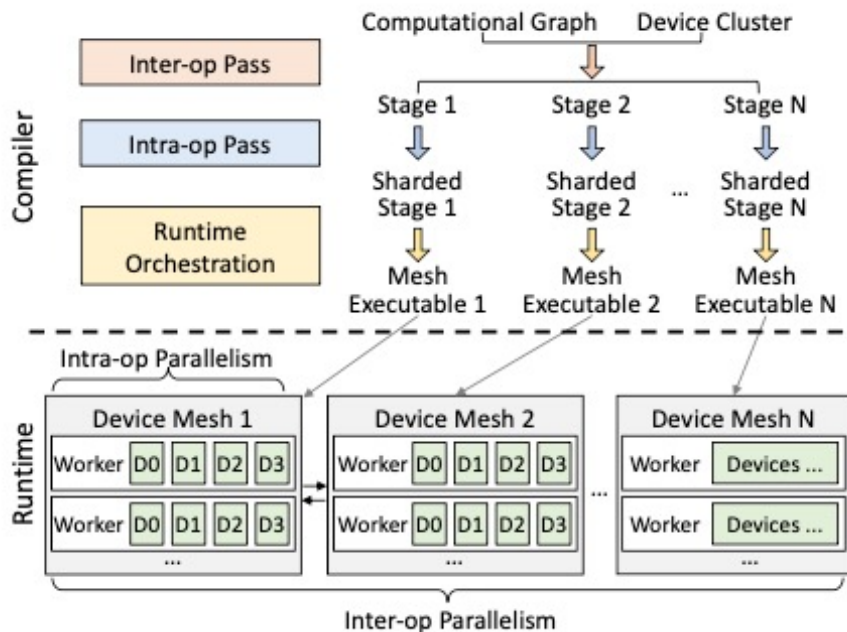 Computational Graph Device Cluster
Inter-op Pass
Stage 1 Stage 2 Stage N
Compiler
Intra-op Pass
Sharded Stage 1
Sharded Stage 2
...
Sharded Stage N
Runtime
Orchestration
Mesh
Executable 1
Mesh
Executable 2
Mesh
Executable N
Intra-op Parallelism
Runtime
Device Mesh 1
Worker D0 D1 D2 D3
Worker D0 D1 D2 D3
...
Device Mesh 2
Worker D0 D1 D2 D3
Worker D0 D1 D2 D3
...
...
Device Mesh N
Worker Devices ...
Worker Devices ...
...
Inter-op Parallelism